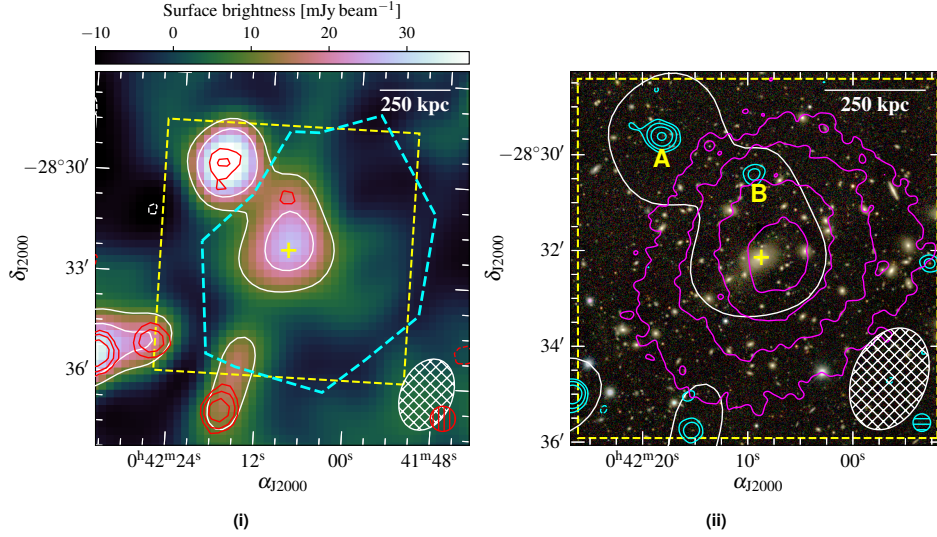 Surface brightness [mJy beam⁻¹]
−10 0 10 20 30
250 kpc
−28°30′
33′
36′
δJ2000
0ʰ42ᵐ24ˢ 12ˢ 00ˢ 41ᵐ48ˢ
αJ2000
(i)
250 kpc
A
B
−28°30′
32′
34′
36′
δJ2000
0ʰ42ᵐ20ˢ 10ˢ 00ˢ
αJ2000
(ii)